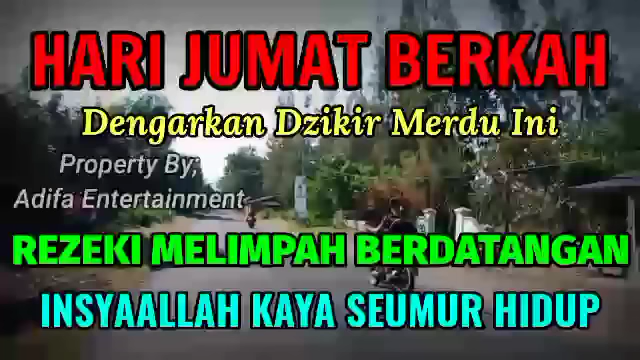 HARI JUMAT BERKAH
Dengarkan Dzikir Merdu Ini
Property By;
Adifa Entertainment
REZEKI MELIMPAH BERDATANGAN
INSYAALLAH KAYA SEUMUR HIDUP